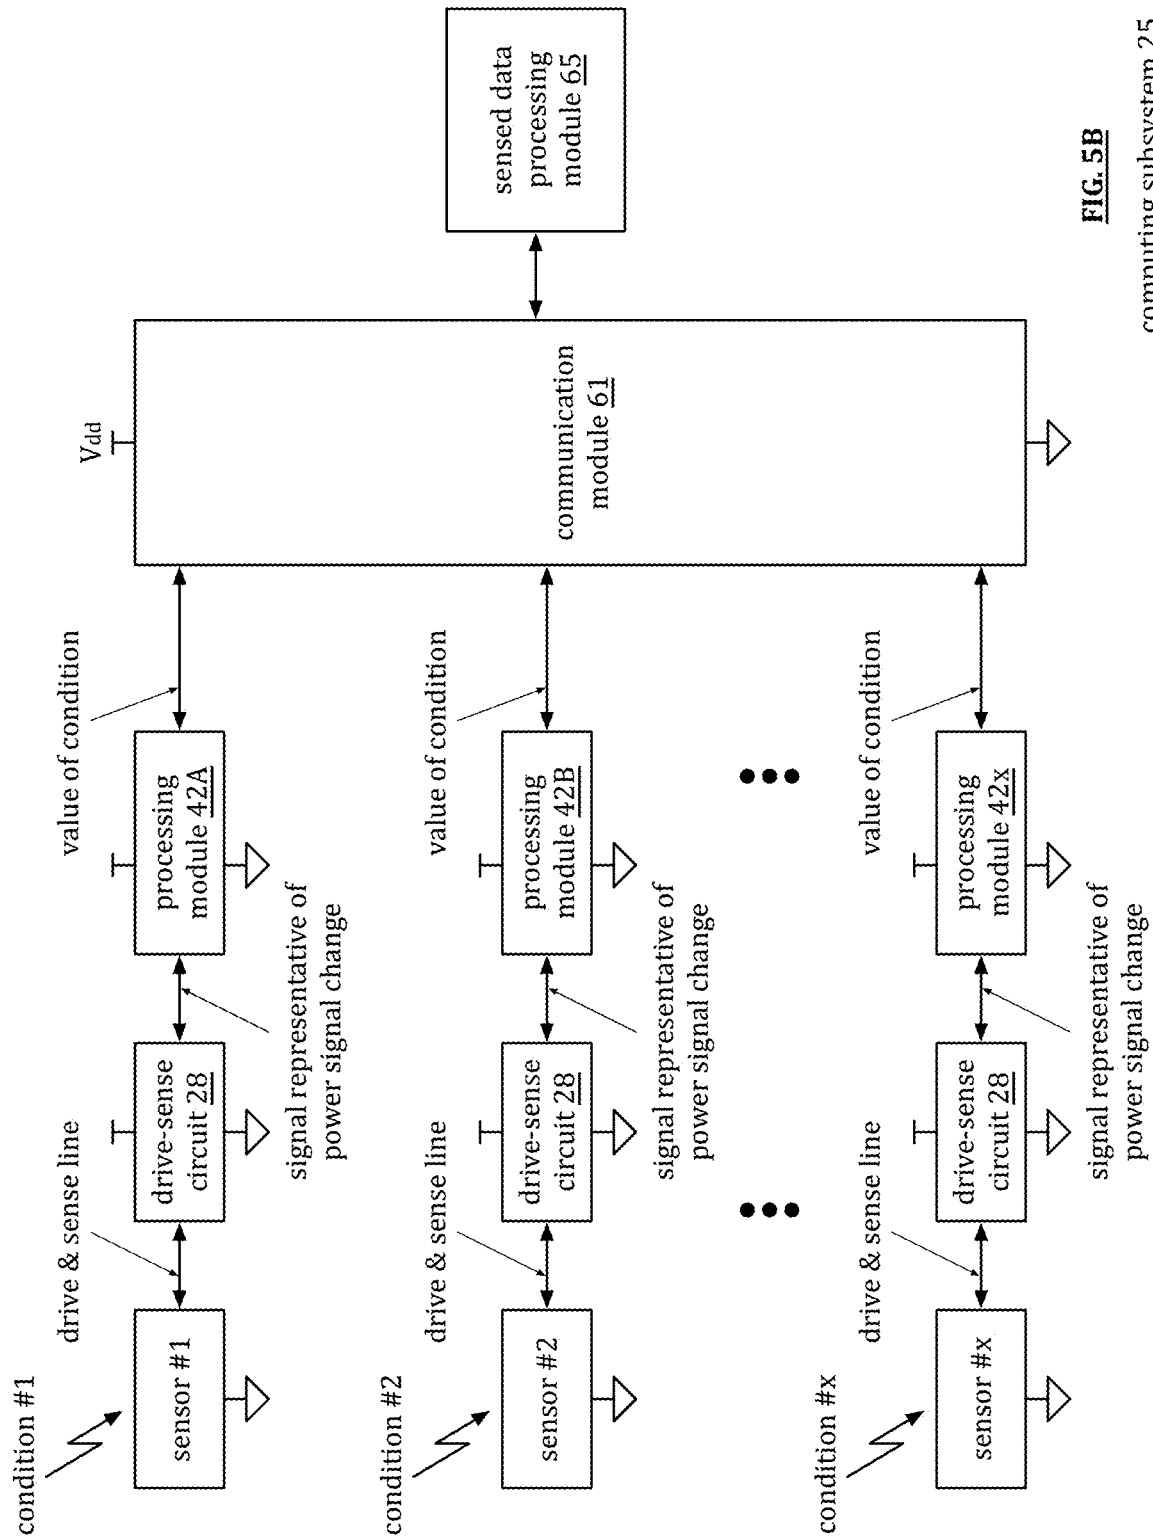 condition #1
drive & sense line
value of condition
Vdd
sensor #1
drive-sense
circuit 28
processing
module 42A
signal representative of
power signal change
condition #2
drive & sense line
value of condition
sensor #2
drive-sense
circuit 28
processing
module 42B
signal representative of
power signal change
communication
module 61
sensed data
processing
module 65
condition #x
drive & sense line
value of condition
sensor #x
drive-sense
circuit 28
processing
module 42x
signal representative of
power signal change
FIG. 5B
computing subsystem 25